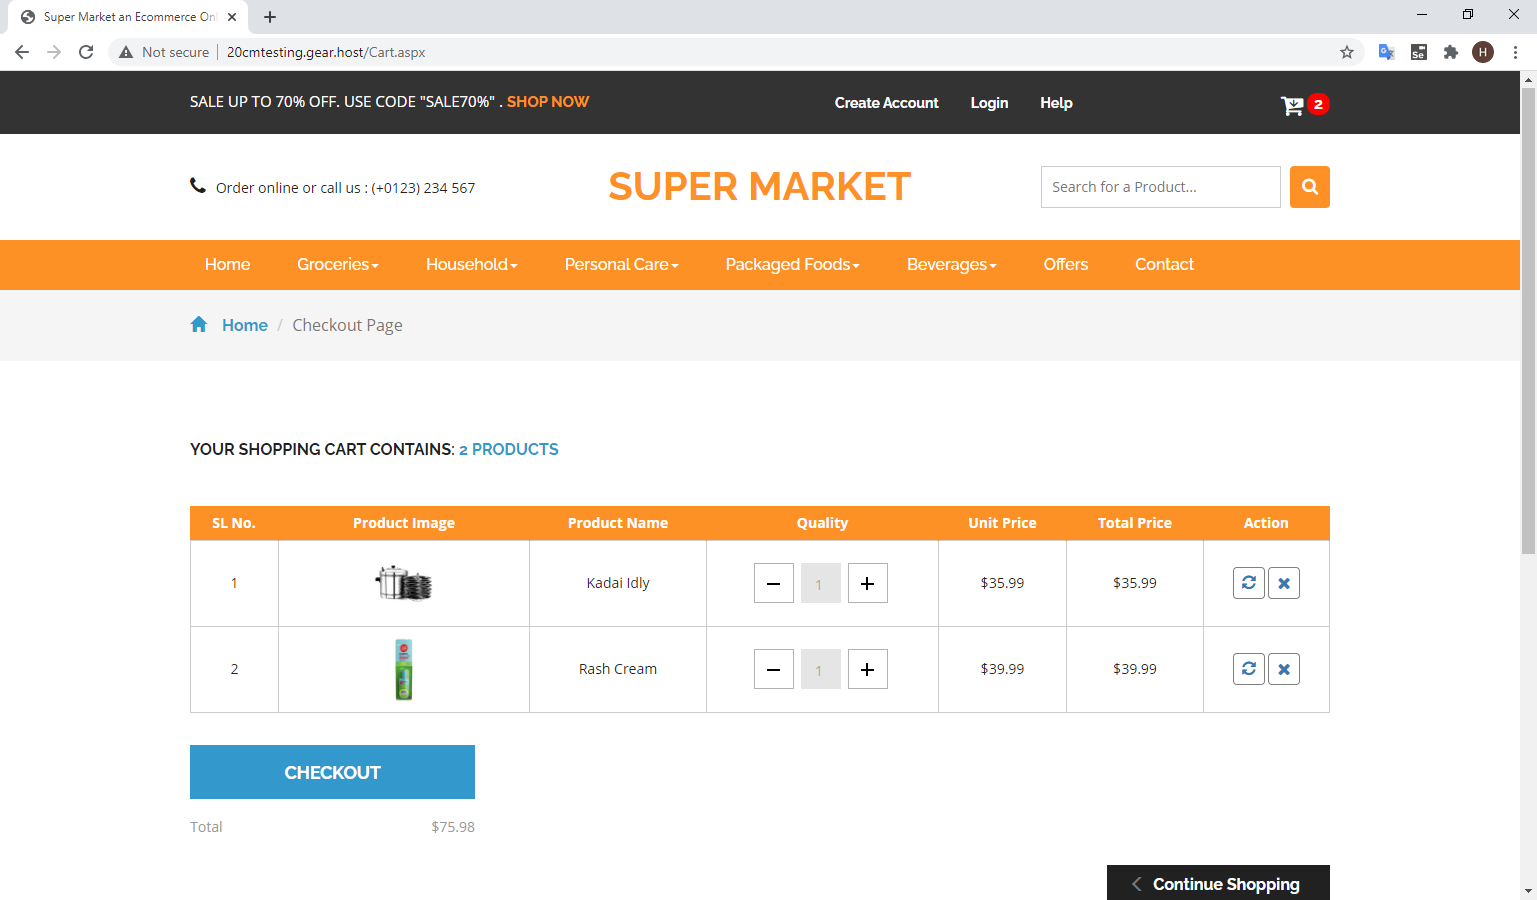 Super Market an Ecommerce Onl
Not secure
20cmtesting.gear.host/Cart.aspx
Se
H
SALE UP TO 70% OFF. USE CODE "SALE70%" . SHOP NOW
Create Account
Login
Help
2
Order online or call us : (+0123) 234 567
SUPER MARKET
Search for a Product...
Home
Groceries
Household
Personal Care
Packaged Foods
Beverages
Offers
Contact
Home / Checkout Page
YOUR SHOPPING CART CONTAINS: 2 PRODUCTS
SL No. Product Image Product Name Quality Unit Price Total Price Action
1 Kadai Idly − 1 + $35.99 $35.99
2 Rash Cream − 1 + $39.99 $39.99
CHECKOUT
Total $75.98
Continue Shopping